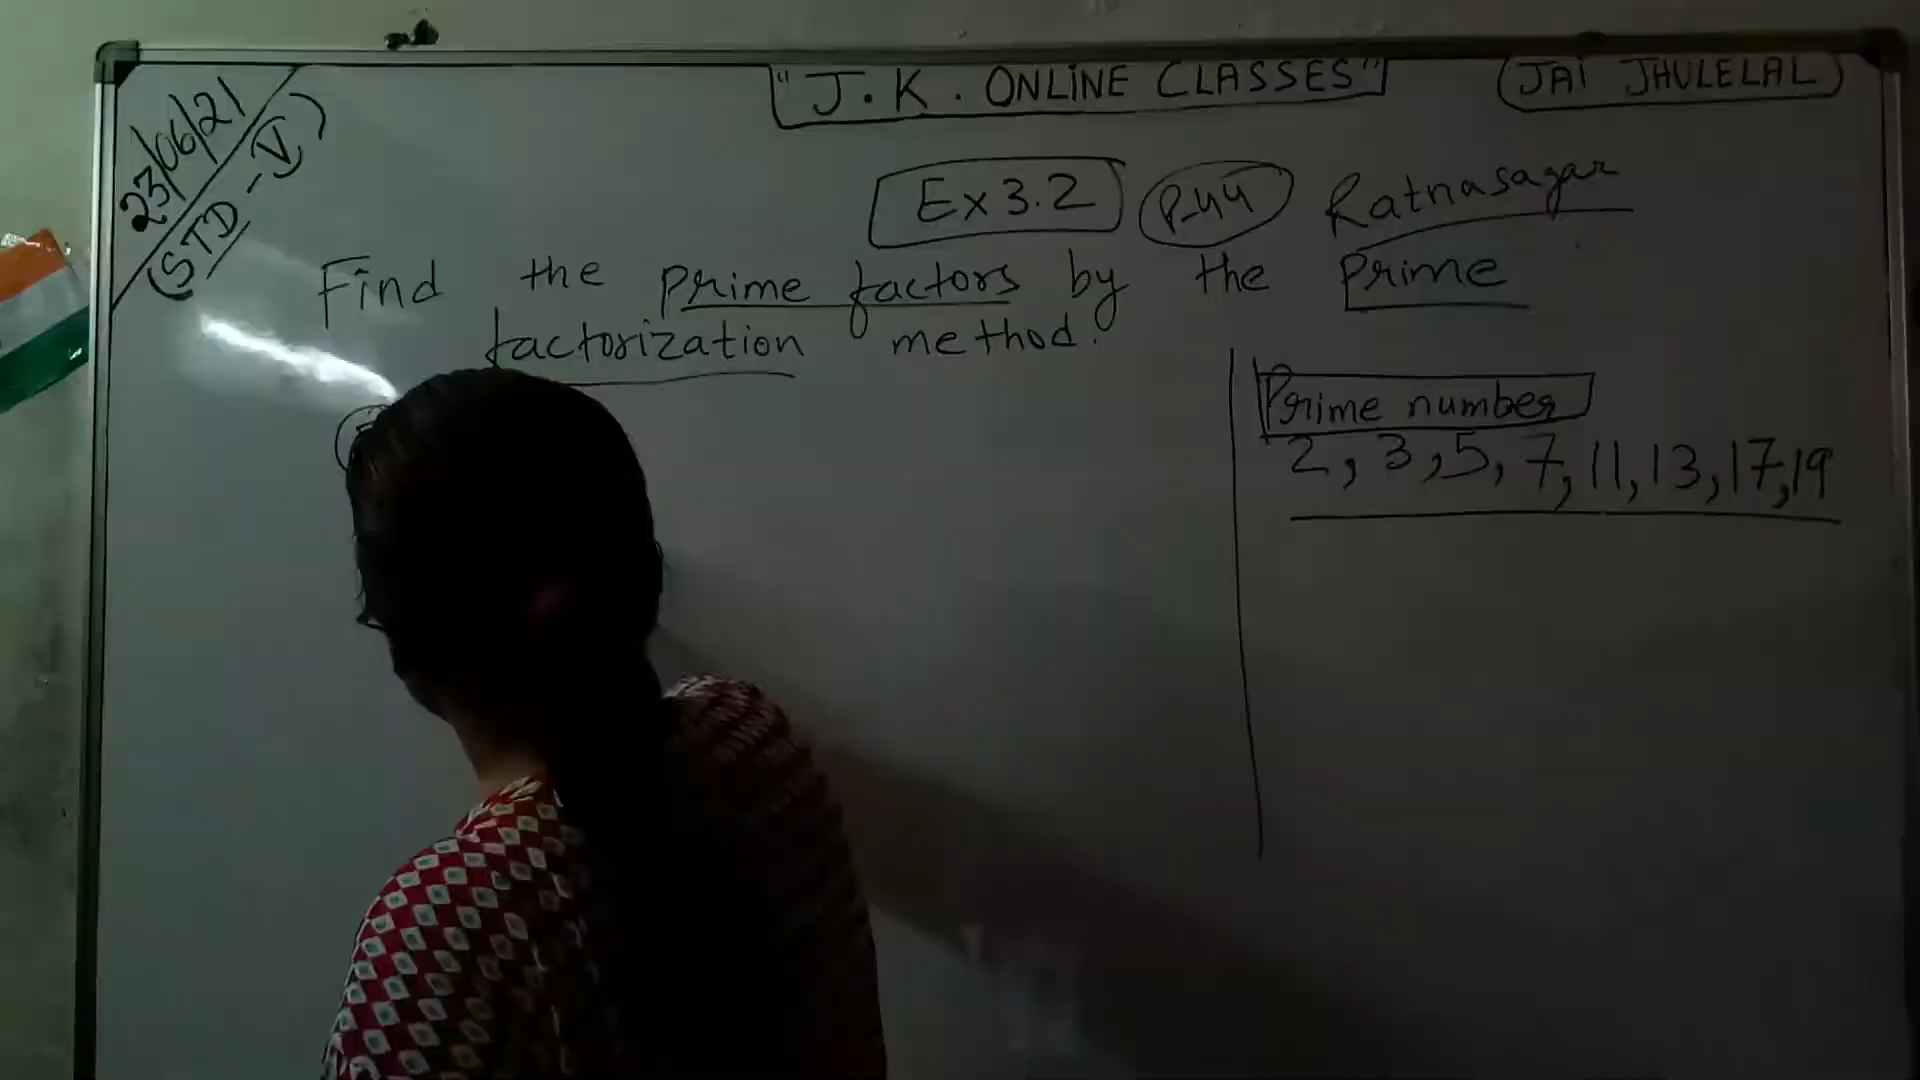 "J.K. ONLINE CLASSES"
(JAI JHULELAL)
23/06/21
(STD-V)
Ex 3.2 P-44 Ratnasagar
Find the prime factors by the Prime
factorization method.
Prime number
2, 3, 5, 7, 11, 13, 17, 19